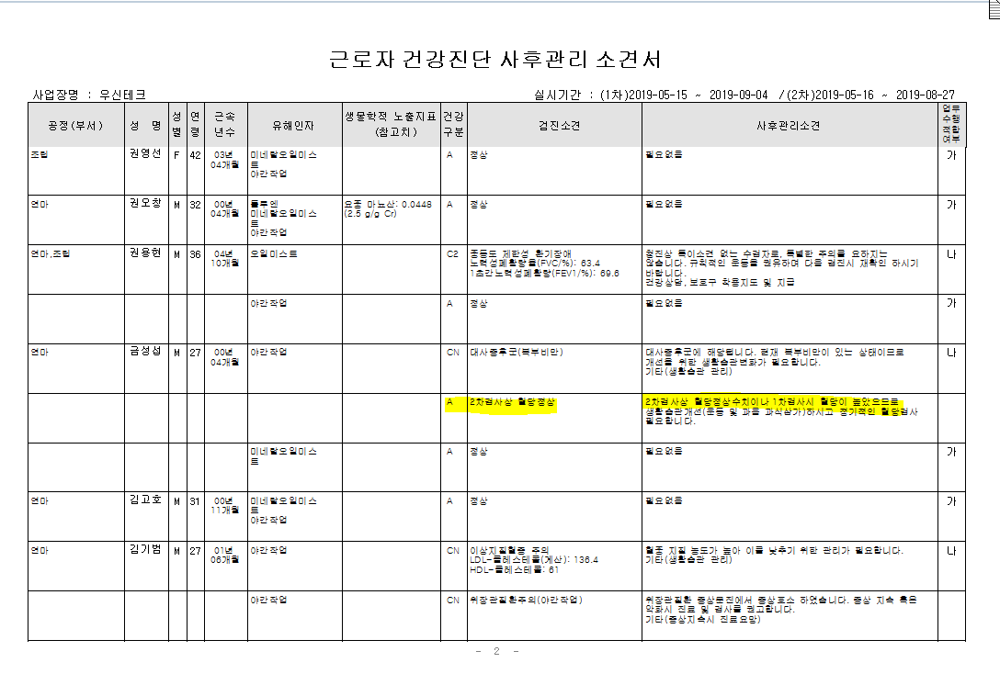 근로자 건강진단 사후관리 소견서
사업장명 : 우신테크 실시기간 : (1차)2019-05-15 ~ 2019-09-04 /(2차)2019-05-16 ~ 2019-08-27
공정(부서) 성 명 성별 연령 근속년수 유해인자 생물학적 노출지표(참고치) 건강구분 검진소견 사후관리소견 업무수행적합여부
조립 권영선 F 42 03년 미네랄오일미스 A 정상 필요없음 가
04개월 트
야간작업
연마 권오창 M 32 00년 톨루엔 요중 마뇨산: 0.0448 A 정상 필요없음 가
04개월 미네랄오일미스 (2.5 g/g Cr)
트
야간작업
연마,조립 권용현 M 36 04년 오일미스트 C2 중등도 제한성 환기장애 청진상 특이소견 없는 수검자로, 특별한 주의를 요하지는 나
10개월 노력성폐활량률(FVC/%): 63.4 않습니다. 규칙적인 운동을 권유하며 다음 검진시 재확인 하시기
1초간노력성폐활량(FEV1/%): 69.6 바랍니다.
건강상담, 보호구 착용지도 및 지급
야간작업 A 정상 필요없음 가
연마 금성섭 M 27 00년 야간작업 CN 대사증후군(복부비만) 대사증후군에 해당됩니다. 현재 복부비만이 있는 상태이므로 나
04개월 개선을 위한 생활습관변화가 필요합니다.
기타(생활습관 관리)
A 2차검사상 혈당정상 2차검사상 혈당정상수치이나 1차검사시 혈당이 높았으므로
생활습관개선(운동 및 과음 과식삼가)하시고 정기적인 혈당검사
필요합니다.
미네랄오일미스 A 정상 필요없음 가
트
연마 김고호 M 31 00년 미네랄오일미스 A 정상 필요없음 가
11개월 트
야간작업
연마 김기범 M 27 01년 야간작업 CN 이상지질혈증 주의 혈중 지질 농도가 높아 이를 낮추기 위한 관리가 필요합니다. 나
06개월 LDL-콜레스테롤(계산): 136.4 기타(생활습관 관리)
HDL-콜레스테롤: 61
야간작업 CN 위장관질환주의(야간작업) 위장관질환 증상문진에서 증상호소 하였습니다. 증상 지속 혹은
악화시 진료 및 검사를 권고합니다.
기타(증상지속시 진료요망)
- 2 -